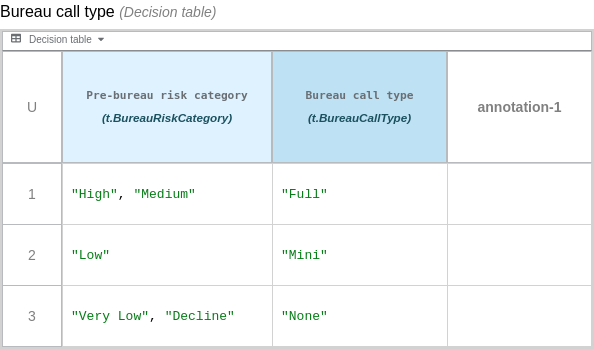 Bureau call type (Decision table)
Decision table
U Pre-bureau risk category (t.BureauRiskCategory) Bureau call type (t.BureauCallType) annotation-1
1 "High", "Medium" "Full"
2 "Low" "Mini"
3 "Very Low", "Decline" "None"